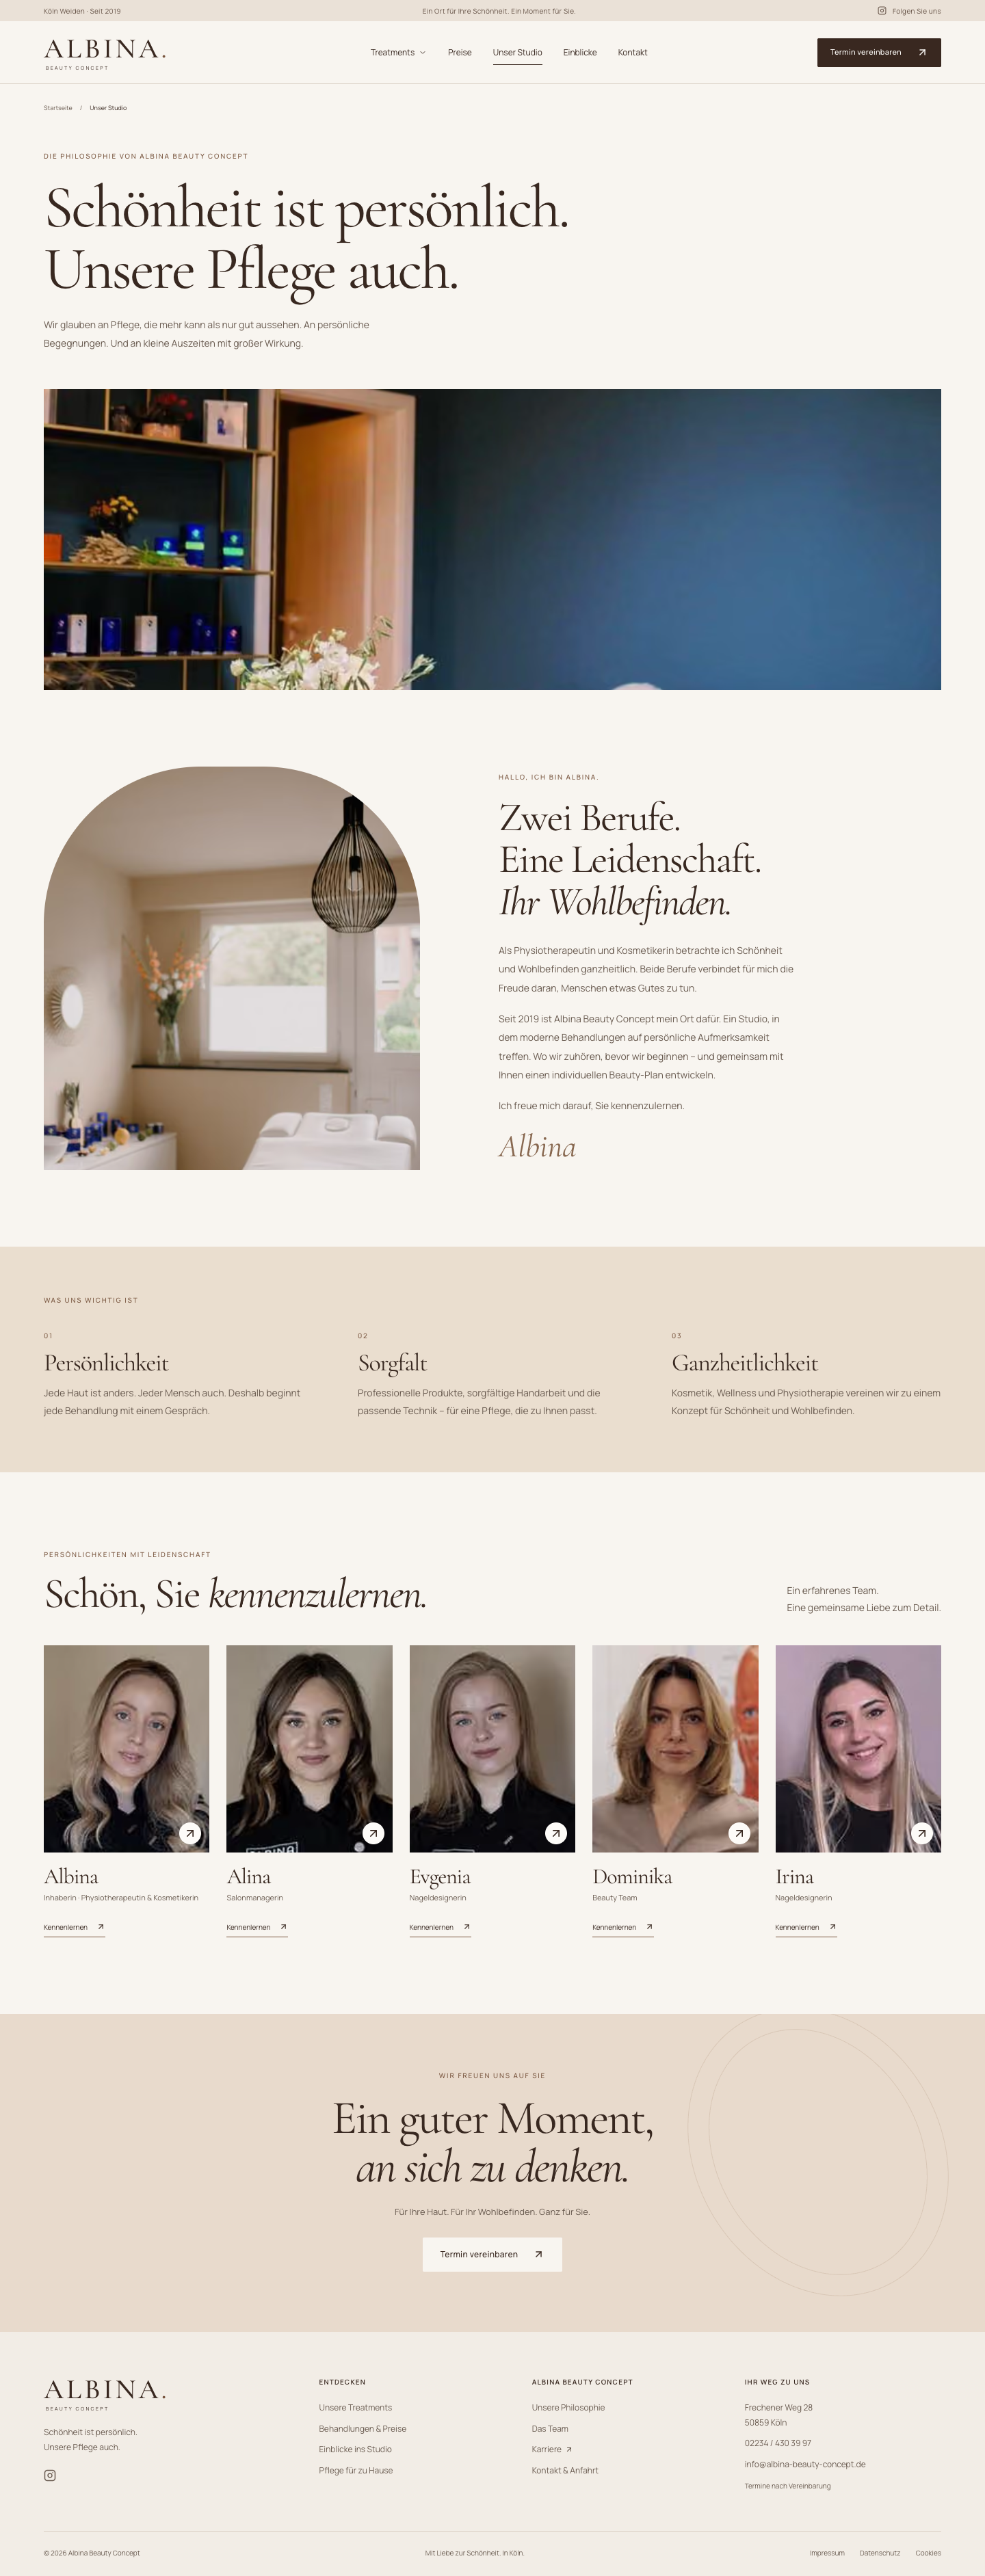 Köln Weiden · Seit 2019
Ein Ort für Ihre Schönheit. Ein Moment für Sie.
Folgen Sie uns
ALBINA.
BEAUTY CONCEPT
Treatments
Preise
Unser Studio
Einblicke
Kontakt
Termin vereinbaren
Startseite / Unser Studio
DIE PHILOSOPHIE VON ALBINA BEAUTY CONCEPT
Schönheit ist persönlich.
Unsere Pflege auch.
Wir glauben an Pflege, die mehr kann als nur gut aussehen. An persönliche
Begegnungen. Und an kleine Auszeiten mit großer Wirkung.
HALLO, ICH BIN ALBINA.
Zwei Berufe.
Eine Leidenschaft.
Ihr Wohlbefinden.
Als Physiotherapeutin und Kosmetikerin betrachte ich Schönheit
und Wohlbefinden ganzheitlich. Beide Berufe verbindet für mich die
Freude daran, Menschen etwas Gutes zu tun.
Seit 2019 ist Albina Beauty Concept mein Ort dafür. Ein Studio, in
dem moderne Behandlungen auf persönliche Aufmerksamkeit
treffen. Wo wir zuhören, bevor wir beginnen – und gemeinsam mit
Ihnen einen individuellen Beauty-Plan entwickeln.
Ich freue mich darauf, Sie kennenzulernen.
Albina
WAS UNS WICHTIG IST
01
Persönlichkeit
Jede Haut ist anders. Jeder Mensch auch. Deshalb beginnt
jede Behandlung mit einem Gespräch.
02
Sorgfalt
Professionelle Produkte, sorgfältige Handarbeit und die
passende Technik – für eine Pflege, die zu Ihnen passt.
03
Ganzheitlichkeit
Kosmetik, Wellness und Physiotherapie vereinen wir zu einem
Konzept für Schönheit und Wohlbefinden.
PERSÖNLICHKEITEN MIT LEIDENSCHAFT
Schön, Sie kennenzulernen.
Ein erfahrenes Team.
Eine gemeinsame Liebe zum Detail.
Albina
Inhaberin · Physiotherapeutin & Kosmetikerin
Kennenlernen
Alina
Salonmanagerin
Kennenlernen
Evgenia
Nageldesignerin
Kennenlernen
Dominika
Beauty Team
Kennenlernen
Irina
Nageldesignerin
Kennenlernen
WIR FREUEN UNS AUF SIE
Ein guter Moment,
an sich zu denken.
Für Ihre Haut. Für Ihr Wohlbefinden. Ganz für Sie.
Termin vereinbaren
ALBINA.
BEAUTY CONCEPT
Schönheit ist persönlich.
Unsere Pflege auch.
ENTDECKEN
Unsere Treatments
Behandlungen & Preise
Einblicke ins Studio
Pflege für zu Hause
ALBINA BEAUTY CONCEPT
Unsere Philosophie
Das Team
Karriere
Kontakt & Anfahrt
IHR WEG ZU UNS
Frechener Weg 28
50859 Köln
02234 / 430 39 97
info@albina-beauty-concept.de
Termine nach Vereinbarung
© 2026 Albina Beauty Concept
Mit Liebe zur Schönheit. In Köln.
Impressum
Datenschutz
Cookies